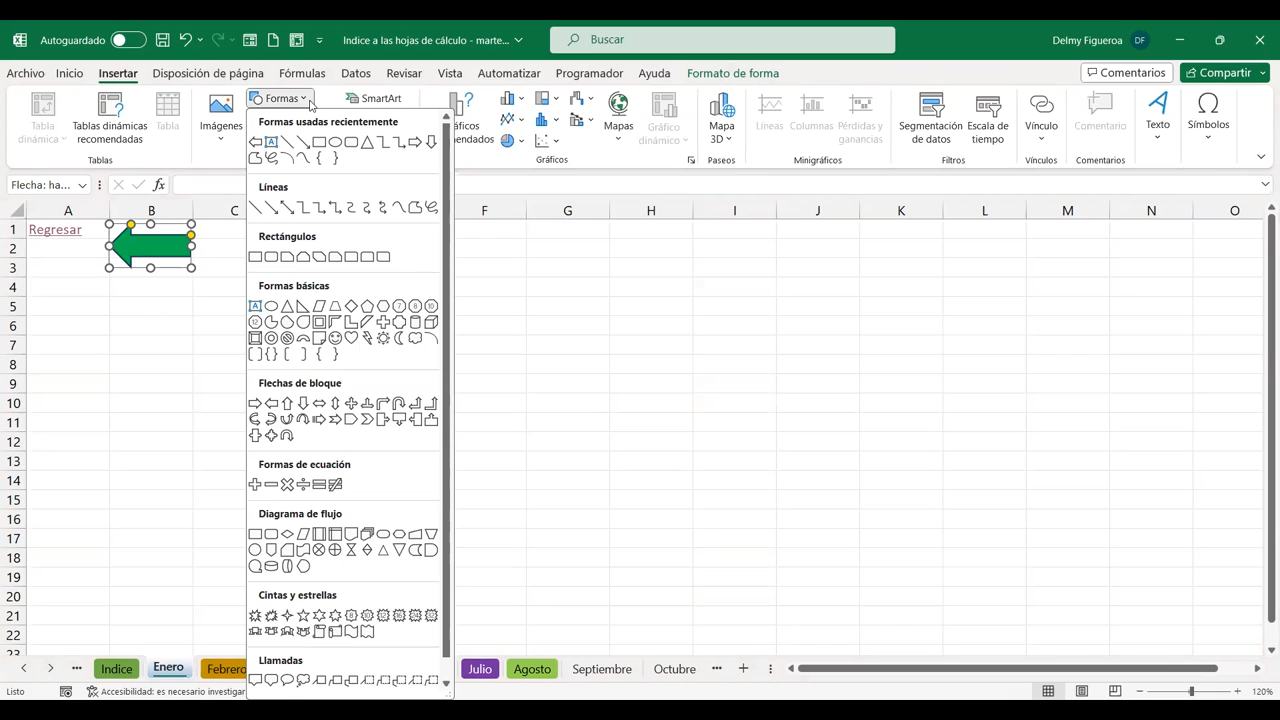 Autoguardado
Indice a las hojas de cálculo - marte...
Buscar
Delmy Figueroa
DF
Archivo
Inicio
Insertar
Disposición de página
Fórmulas
Datos
Revisar
Vista
Automatizar
Programador
Ayuda
Formato de forma
Comentarios
Compartir
Tabla
dinámica
Tablas dinámicas
recomendadas
Tabla
Imágenes
Formas
SmartArt
Gráficos
recomendados
Mapas
Gráfico
dinámico
Mapa
3D
Líneas
Columnas
Pérdidas y
ganancias
Segmentación
de datos
Escala de
tiempo
Vínculo
Comentario
Texto
Símbolos
Tablas
Gráficos
Paseos
Minigráficos
Filtros
Vínculos
Comentarios
Flecha: ha...
fx
A B C F G H I J K L M N O
1 Regresar
2
3
4
5
6
7
8
9
10
11
12
13
14
15
16
17
18
19
20
21
22
23
Formas usadas recientemente
Líneas
Rectángulos
Formas básicas
Flechas de bloque
Formas de ecuación
Diagrama de flujo
Cintas y estrellas
Llamadas
Indice
Enero
Febrero
Julio
Agosto
Septiembre
Octubre
Listo
Accesibilidad: es necesario investigar
120%